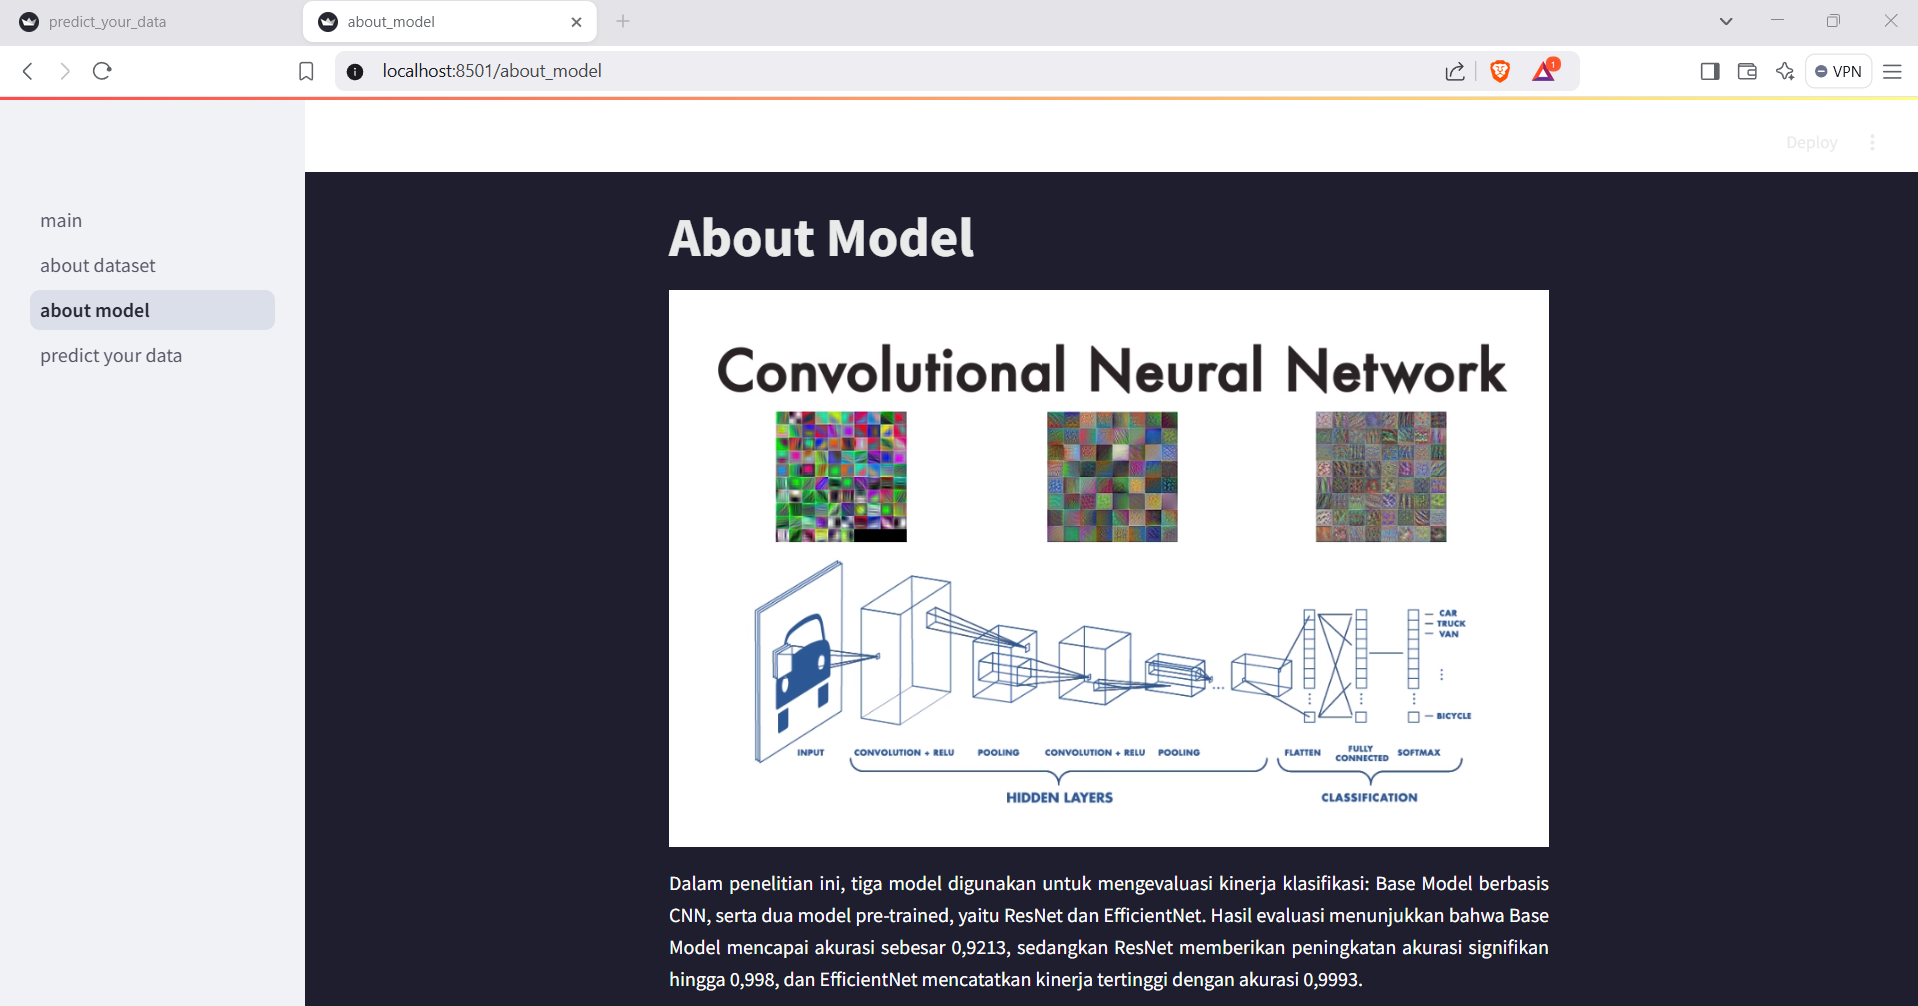 predict_your_data
about_model
localhost:8501/about_model
1
VPN
Deploy
main
about dataset
about model
predict your data
About Model
Convolutional Neural Network
CAR
TRUCK
VAN
BICYCLE
INPUT
CONVOLUTION + RELU
POOLING
CONVOLUTION + RELU
POOLING
FLATTEN
FULLY
CONNECTED
SOFTMAX
HIDDEN LAYERS
CLASSIFICATION
Dalam penelitian ini, tiga model digunakan untuk mengevaluasi kinerja klasifikasi: Base Model berbasis
CNN, serta dua model pre-trained, yaitu ResNet dan EfficientNet. Hasil evaluasi menunjukkan bahwa Base
Model mencapai akurasi sebesar 0,9213, sedangkan ResNet memberikan peningkatan akurasi signifikan
hingga 0,998, dan EfficientNet mencatatkan kinerja tertinggi dengan akurasi 0,9993.